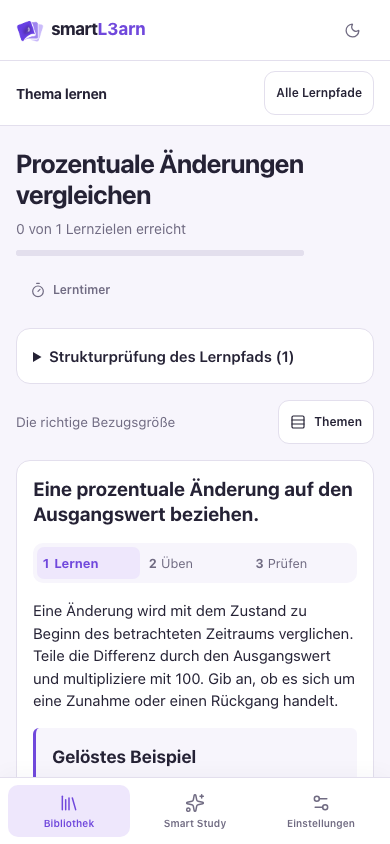 smartL3arn
Thema lernen
Alle Lernpfade
Prozentuale Änderungen
vergleichen
0 von 1 Lernzielen erreicht
Lerntimer
Strukturprüfung des Lernpfads (1)
Die richtige Bezugsgröße
Themen
Eine prozentuale Änderung auf den
Ausgangswert beziehen.
1 Lernen
2 Üben
3 Prüfen
Eine Änderung wird mit dem Zustand zu
Beginn des betrachteten Zeitraums verglichen.
Teile die Differenz durch den Ausgangswert
und multipliziere mit 100. Gib an, ob es sich um
eine Zunahme oder einen Rückgang handelt.
Gelöstes Beispiel
Bibliothek
Smart Study
Einstellungen